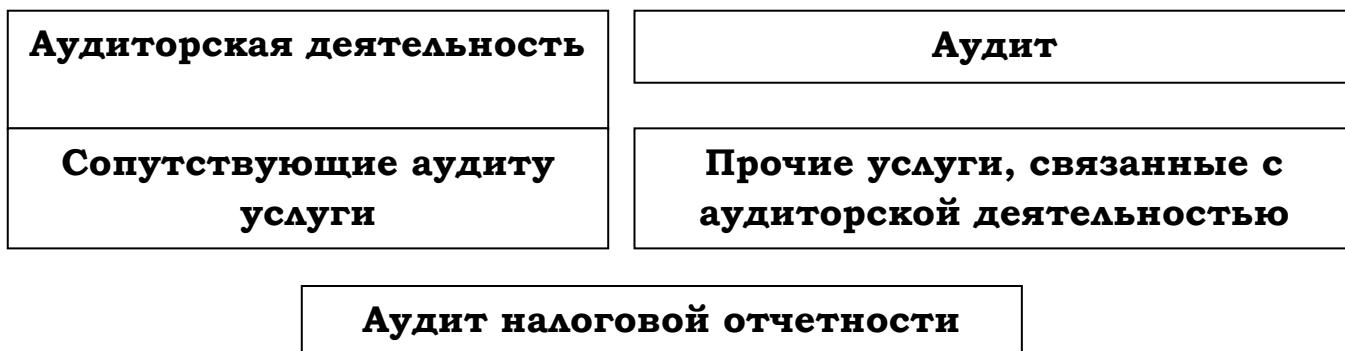 Аудиторская деятельность
Аудит
Сопутствующие аудиту
услуги
Прочие услуги, связанные с
аудиторской деятельностью
Аудит налоговой отчетности